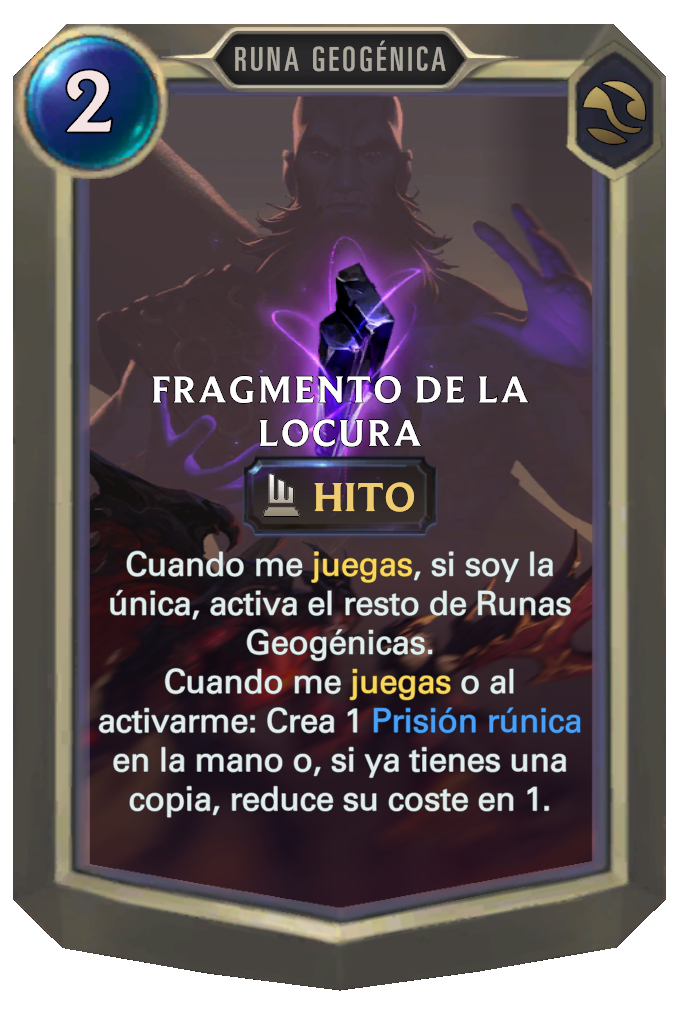 RUNA GEOGÉNICA
2
FRAGMENTO DE LA
LOCURA
HITO
Cuando me juegas, si soy la
única, activa el resto de Runas
Geogénicas.
Cuando me juegas o al
activarme: Crea 1 Prisión rúnica
en la mano o, si ya tienes una
copia, reduce su coste en 1.